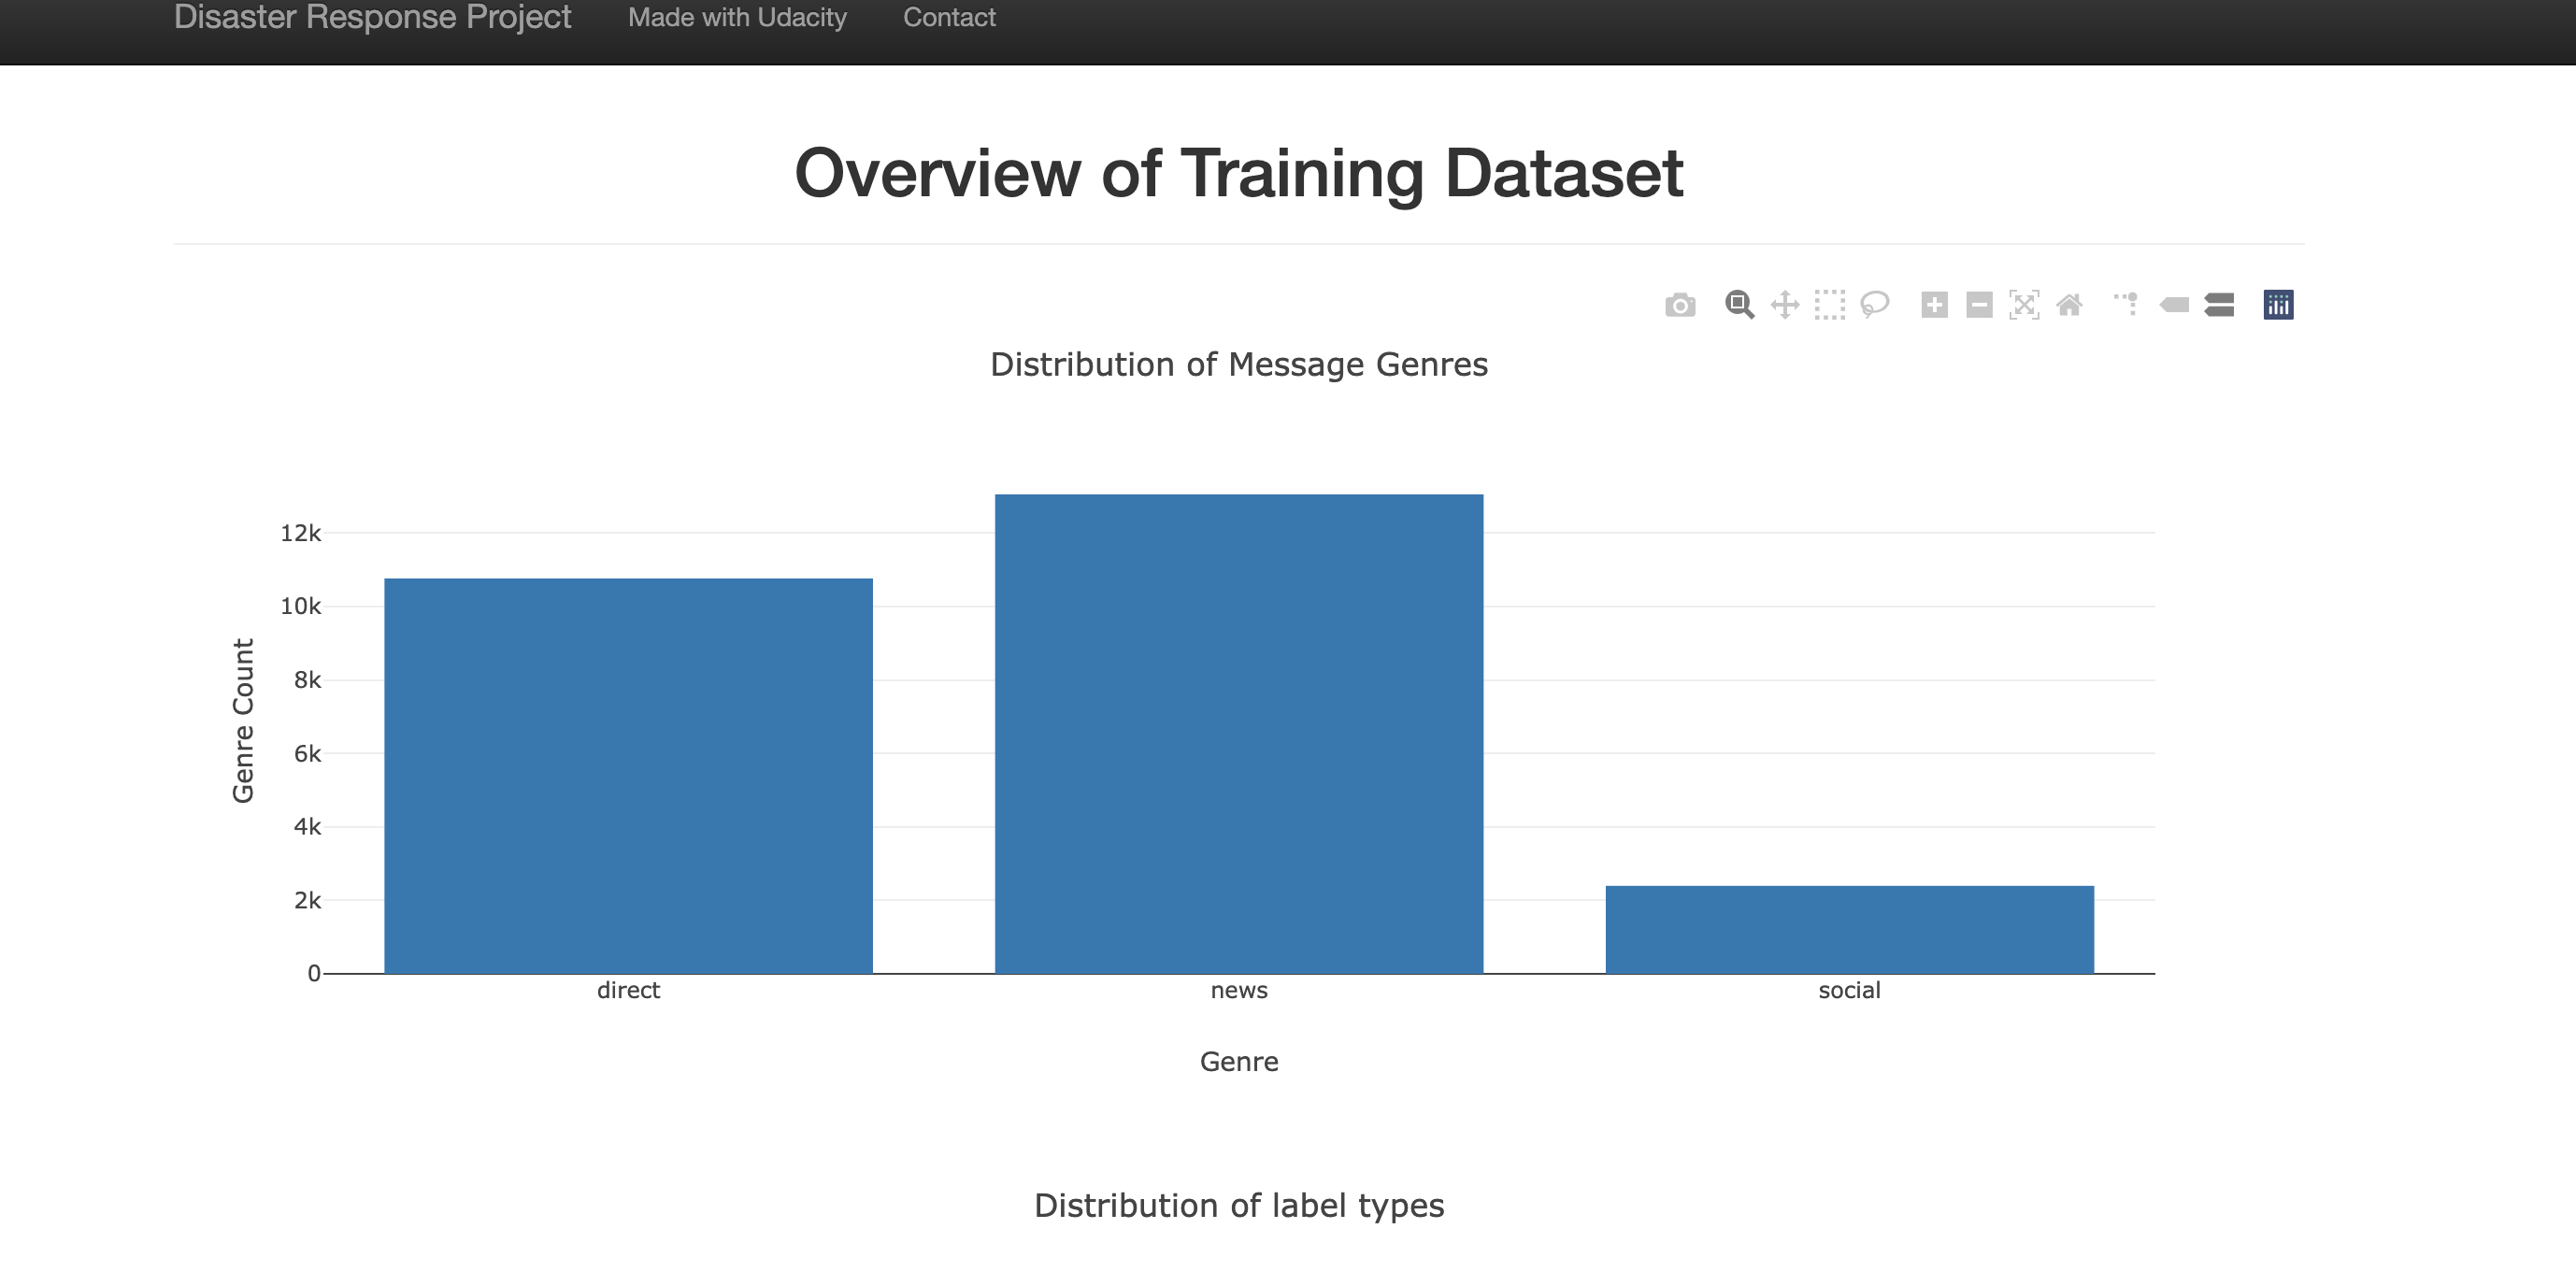 Disaster Response Project Made with Udacity Contact
Overview of Training Dataset
Distribution of Message Genres
12k
10k
8k
6k
4k
2k
0
Genre Count
direct news social
Genre
Distribution of label types